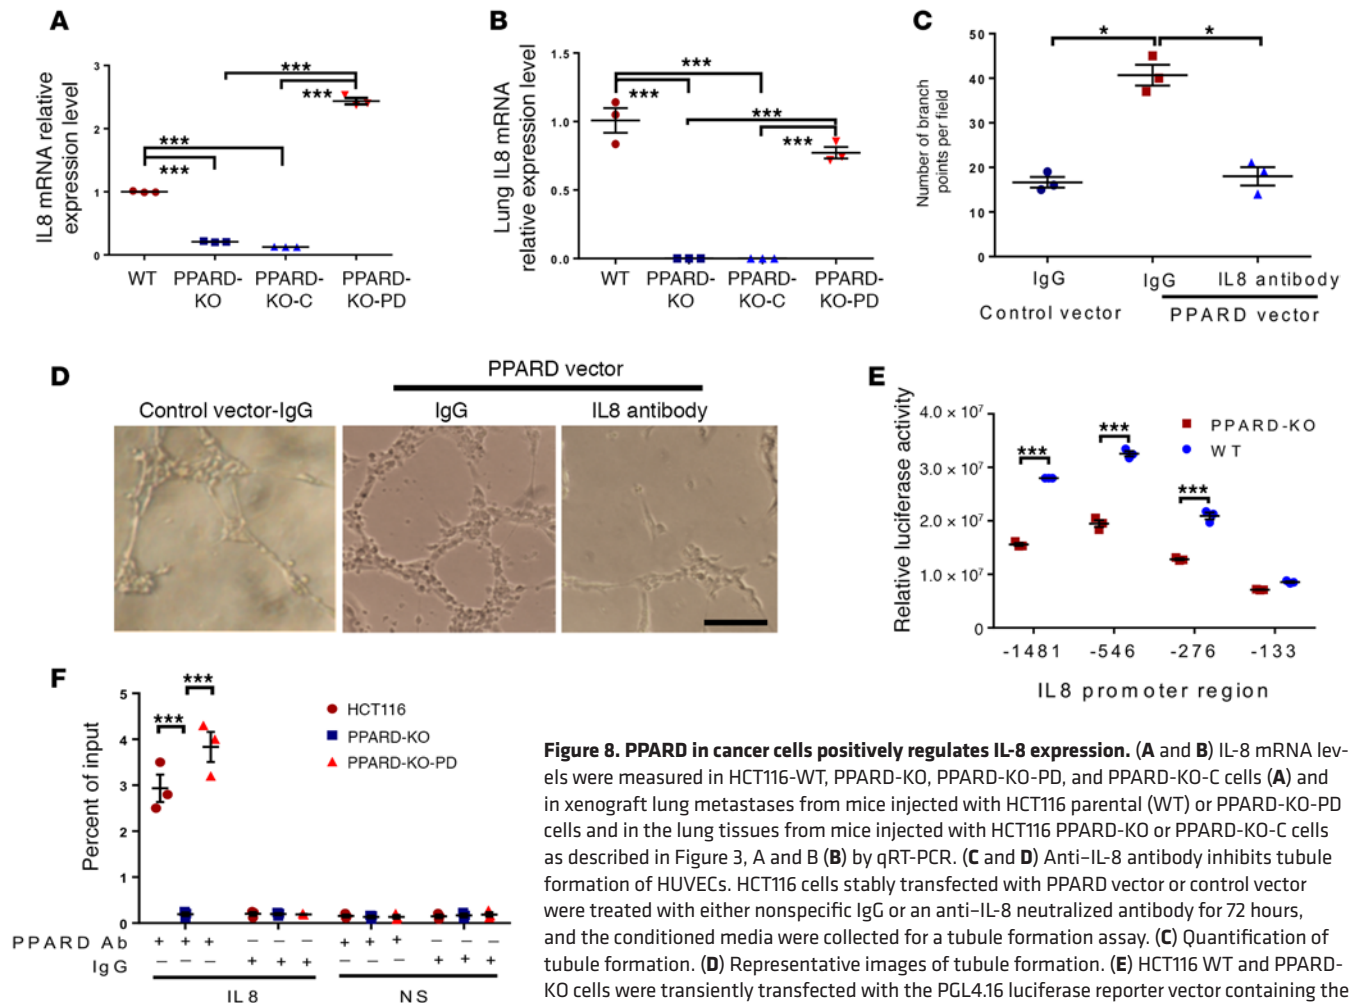 A
IL8 mRNA relative
expression level
3
2
1
0
***
***
***
***
WT
PPARD-
KO
PPARD-
KO-C
PPARD-
KO-PD
B
Lung IL8 mRNA
relative expression level
1.5
1.0
0.5
0.0
***
***
***
***
WT
PPARD-
KO
PPARD-
KO-C
PPARD-
KO-PD
C
Number of branch
points per field
50
40
30
20
10
0
*
*
IgG
IgG
IL8 antibody
Control vector
PPARD vector
D
PPARD vector
Control vector-IgG
IgG
IL8 antibody
E
Relative luciferase activity
4.0 × 10⁷
3.0 × 10⁷
2.0 × 10⁷
1.0 × 10⁷
0
***
***
***
PPARD-KO
WT
-1481
-546
-276
-133
IL8 promoter region
F
Percent of input
5
4
3
2
1
0
***
***
HCT116
PPARD-KO
PPARD-KO-PD
PPARD Ab + + + − − − + + + − − −
IgG − − − + + + − − − + + +
IL8
NS
Figure 8. PPARD in cancer cells positively regulates IL-8 expression. (A and B) IL-8 mRNA lev-
els were measured in HCT116-WT, PPARD-KO, PPARD-KO-PD, and PPARD-KO-C cells (A) and
in xenograft lung metastases from mice injected with HCT116 parental (WT) or PPARD-KO-PD
cells and in the lung tissues from mice injected with HCT116 PPARD-KO or PPARD-KO-C cells
as described in Figure 3, A and B (B) by qRT-PCR. (C and D) Anti–IL-8 antibody inhibits tubule
formation of HUVECs. HCT116 cells stably transfected with PPARD vector or control vector
were treated with either nonspecific IgG or an anti–IL-8 neutralized antibody for 72 hours,
and the conditioned media were collected for a tubule formation assay. (C) Quantification of
tubule formation. (D) Representative images of tubule formation. (E) HCT116 WT and PPARD-
KO cells were transiently transfected with the PGL4.16 luciferase reporter vector containing the